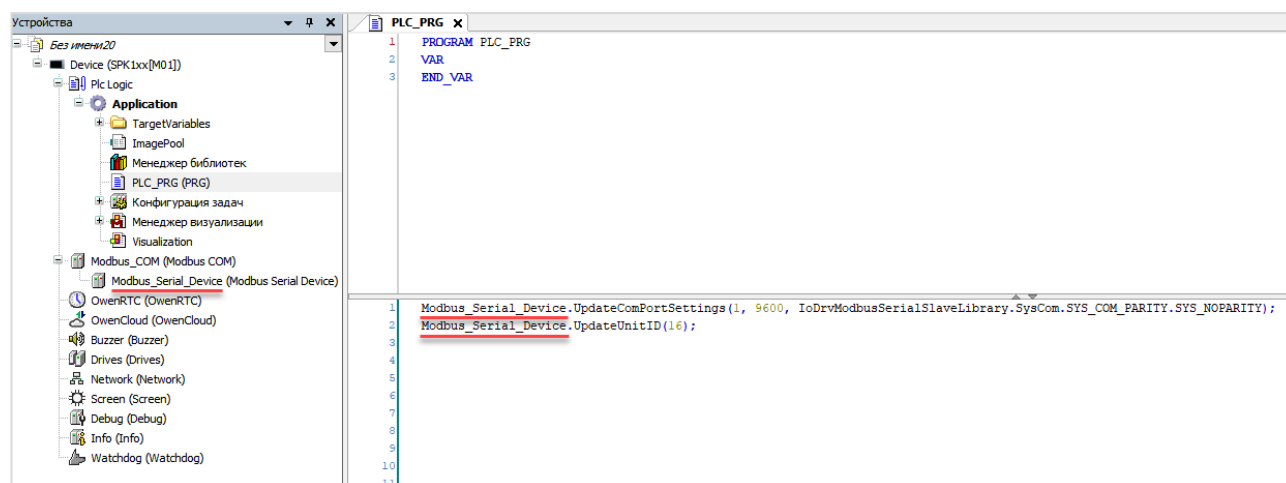 Устройства
Без имени20
Device (SPK1xx[M01])
Plc Logic
Application
TargetVariables
ImagePool
Менеджер библиотек
PLC_PRG (PRG)
Конфигурация задач
Менеджер визуализации
Visualization
Modbus_COM (Modbus COM)
Modbus_Serial_Device (Modbus Serial Device)
OwenRTC (OwenRTC)
OwenCloud (OwenCloud)
Buzzer (Buzzer)
Drives (Drives)
Network (Network)
Screen (Screen)
Debug (Debug)
Info (Info)
Watchdog (Watchdog)
PLC_PRG X
1 PROGRAM PLC_PRG
2 VAR
3 END_VAR
1 Modbus_Serial_Device.UpdateComPortSettings(1, 9600, IoDrvModbusSerialSlaveLibrary.SysCom.SYS_COM_PARITY.SYS_NOPARITY);
2 Modbus_Serial_Device.UpdateUnitID(16);
3
4
5
6
7
8
9
10
11